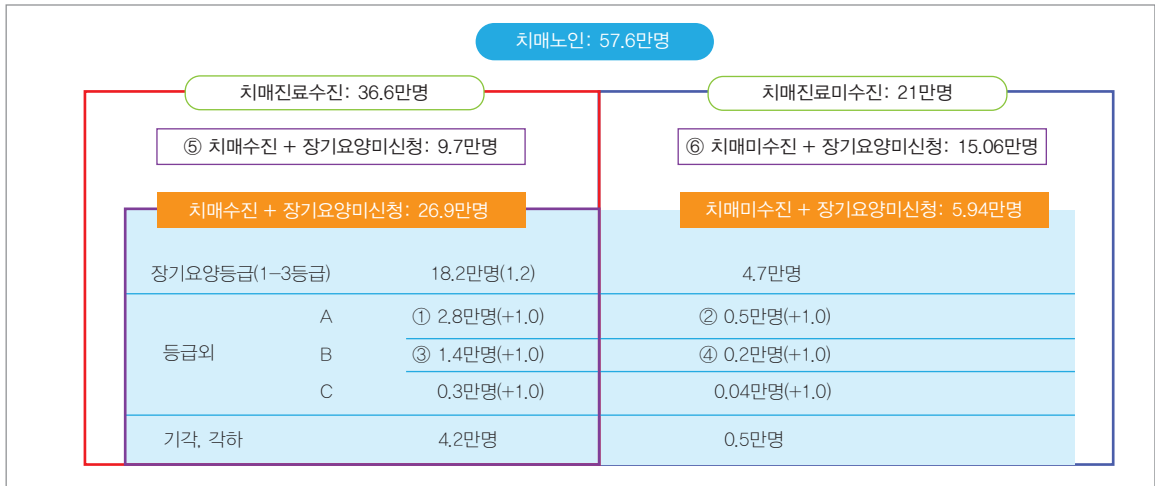 치매노인: 57.6만명
치매진료수진: 36.6만명 치매진료미수진: 21만명
⑤ 치매수진 + 장기요양미신청: 9.7만명 ⑥ 치매미수진 + 장기요양미신청: 15.06만명
치매수진 + 장기요양미신청: 26.9만명 치매미수진 + 장기요양미신청: 5.94만명
장기요양등급(1-3등급) 18.2만명(1.2) 4.7만명
A ① 2.8만명(+1.0) ② 0.5만명(+1.0)
등급외 B ③ 1.4만명(+1.0) ④ 0.2만명(+1.0)
C 0.3만명(+1.0) 0.04만명(+1.0)
기각, 각하 4.2만명 0.5만명